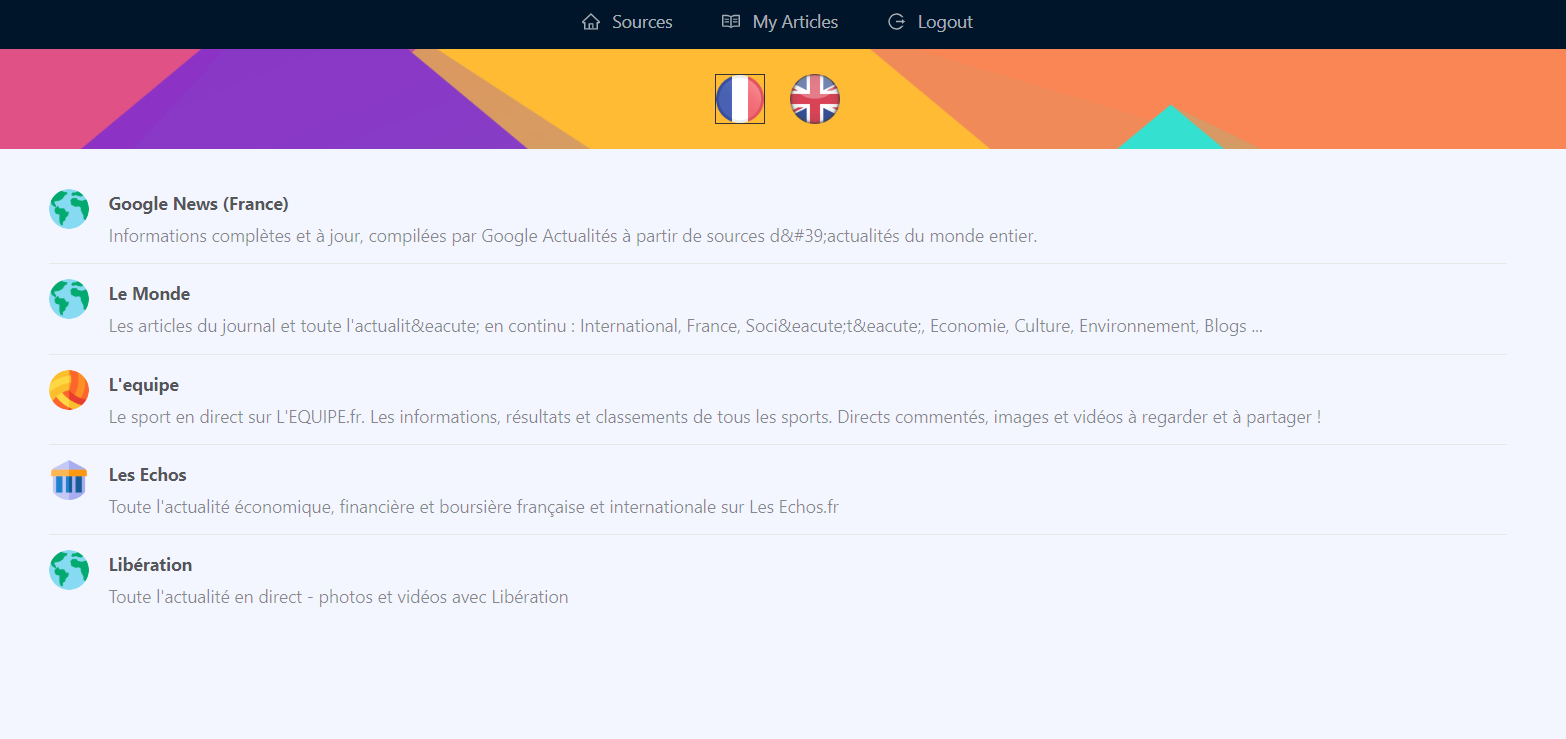 Sources
My Articles
Logout
Google News (France)
Informations complètes et à jour, compilées par Google Actualités à partir de sources d&#39;actualités du monde entier.
Le Monde
Les articles du journal et toute l'actualit&eacute; en continu : International, France, Soci&eacute;t&eacute;, Economie, Culture, Environnement, Blogs ...
L'equipe
Le sport en direct sur L'EQUIPE.fr. Les informations, résultats et classements de tous les sports. Directs commentés, images et vidéos à regarder et à partager !
Les Echos
Toute l'actualité économique, financière et boursière française et internationale sur Les Echos.fr
Libération
Toute l'actualité en direct - photos et vidéos avec Libération